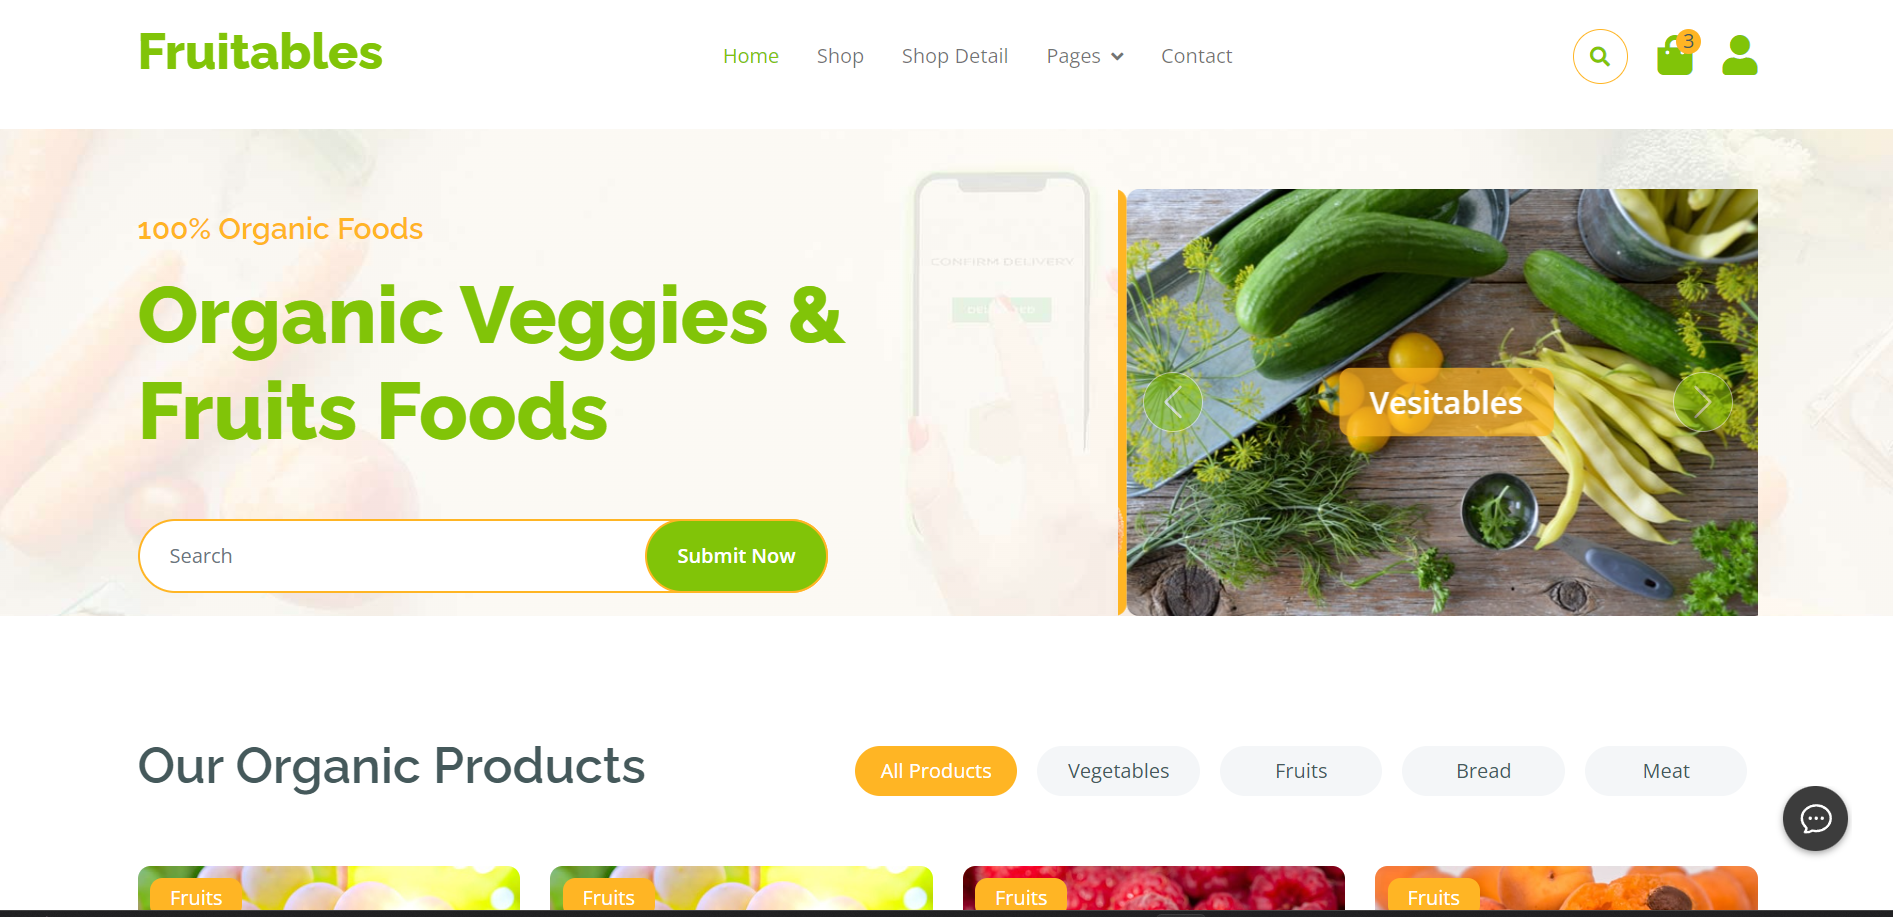 Fruitables
Home Shop Shop Detail Pages Contact
3
100% Organic Foods
Organic Veggies &
Fruits Foods
Search Submit Now
CONFIRM DELIVERY
Vesitables
Our Organic Products
All Products Vegetables Fruits Bread Meat
Fruits Fruits Fruits Fruits